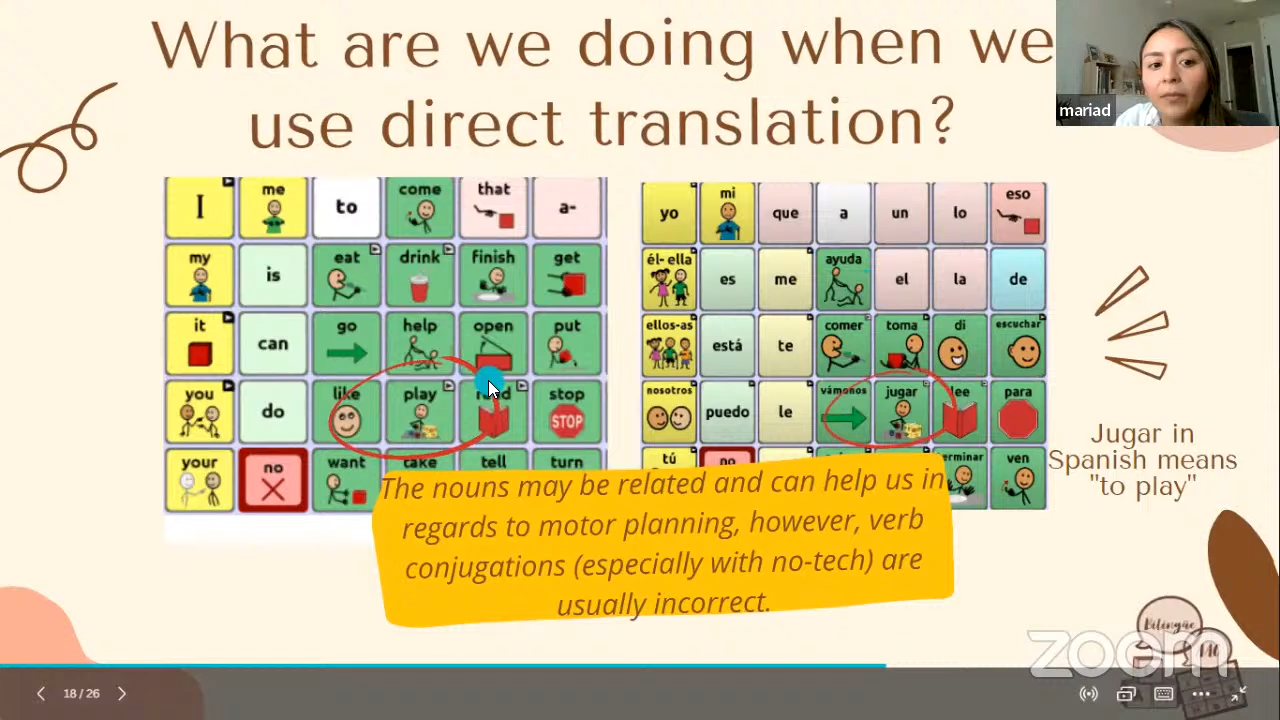 What are we doing when we
use direct translation?
mariad
I me to come that a-
my is eat drink finish get
it can go help open put
you do like play read stop
STOP
your no want take tell turn
yo mi que a un lo eso
él- ella es me ayuda el la de
ellos-as está te comer toma di escuchar
nosotros puedo le vámonos jugar lee para
tú no ven
Jugar in
Spanish means
"to play"
The nouns may be related and can help us in
regards to motor planning, however, verb
conjugations (especially with no-tech) are
usually incorrect.
Bilingüe
zoom
18 / 26